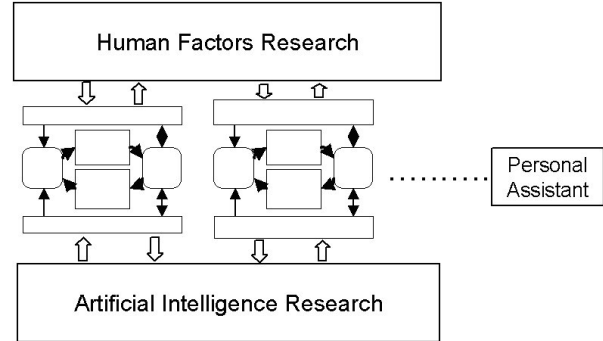 Human Factors Research
Personal
Assistant
Artificial Intelligence Research